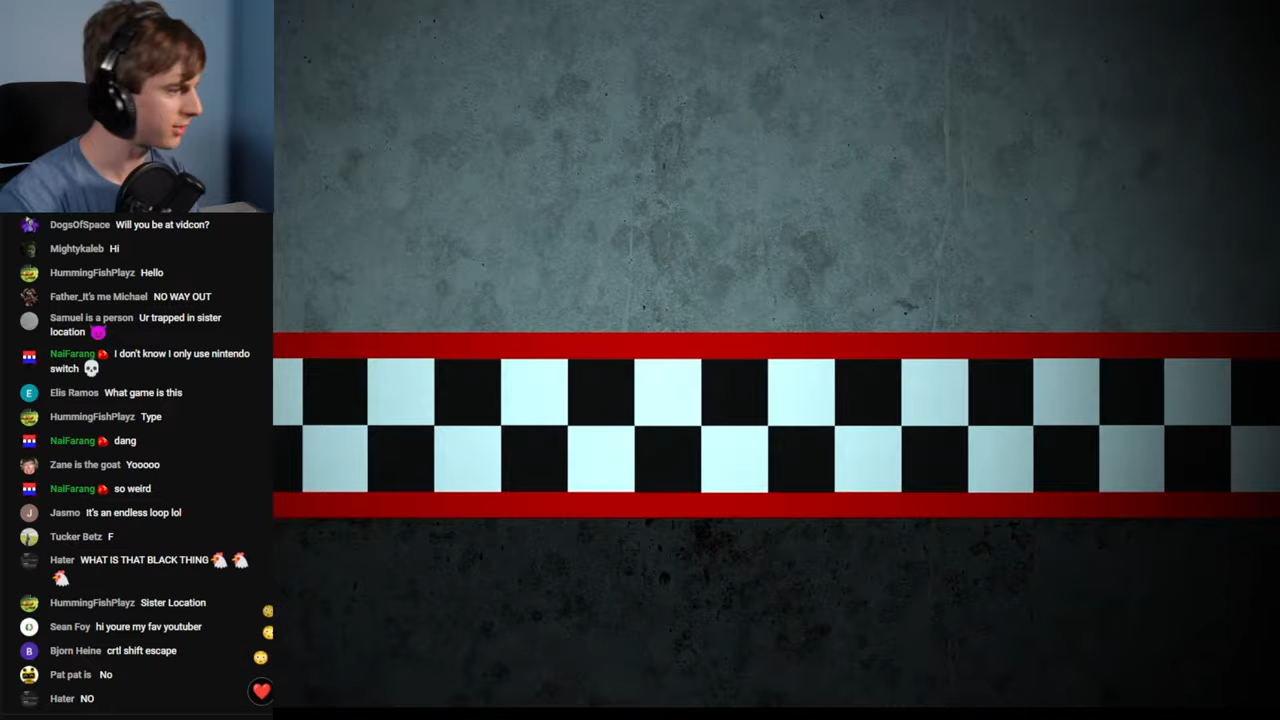 DogsOfSpace Will you be at vidcon?
Mightykaleb Hi
HummingFishPlayz Hello
Father_It's me Michael NO WAY OUT
Samuel is a person Ur trapped in sister
location 😈
NaiFarang I don't know I only use nintendo
switch 💀
E Elis Ramos What game is this
HummingFishPlayz Type
NaiFarang dang
Zane is the goat Yooooo
NaiFarang so weird
J Jasmo It's an endless loop lol
Tucker Betz F
Hater WHAT IS THAT BLACK THING 🐔 🐔
🐔
HummingFishPlayz Sister Location
Sean Foy hi youre my fav youtuber
B Bjorn Heine crtl shift escape
Pat pat is No
Hater NO